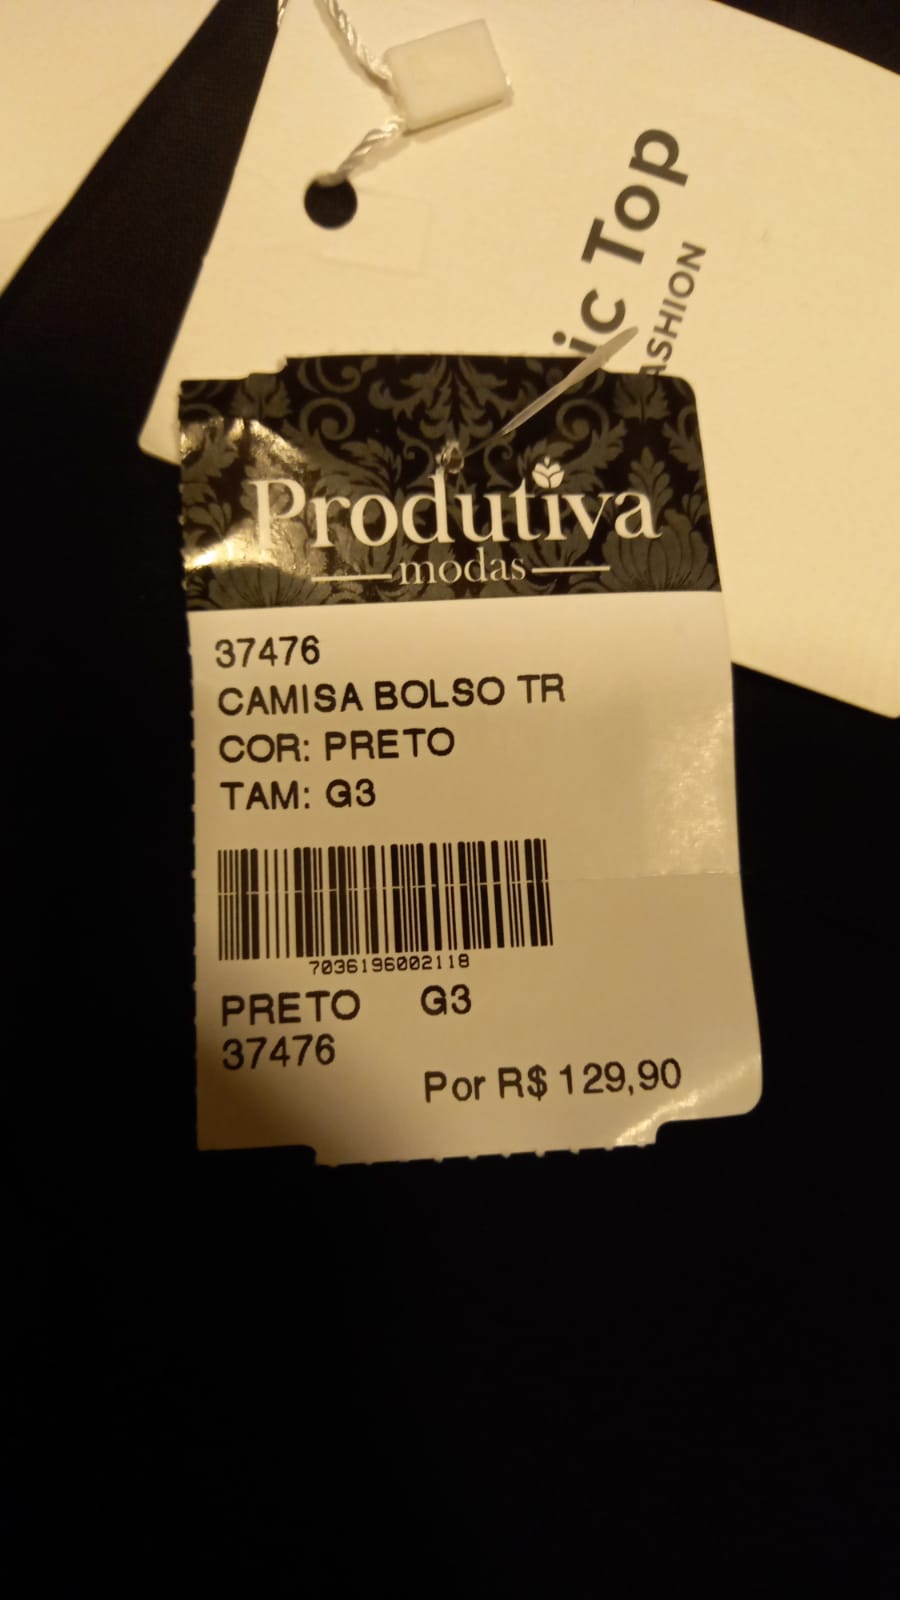 ic Top
ASHION
Produtiva
modas
37476
CAMISA BOLSO TR
COR: PRETO
TAM: G3
7036196002118
PRETO G3
37476
Por R$ 129,90